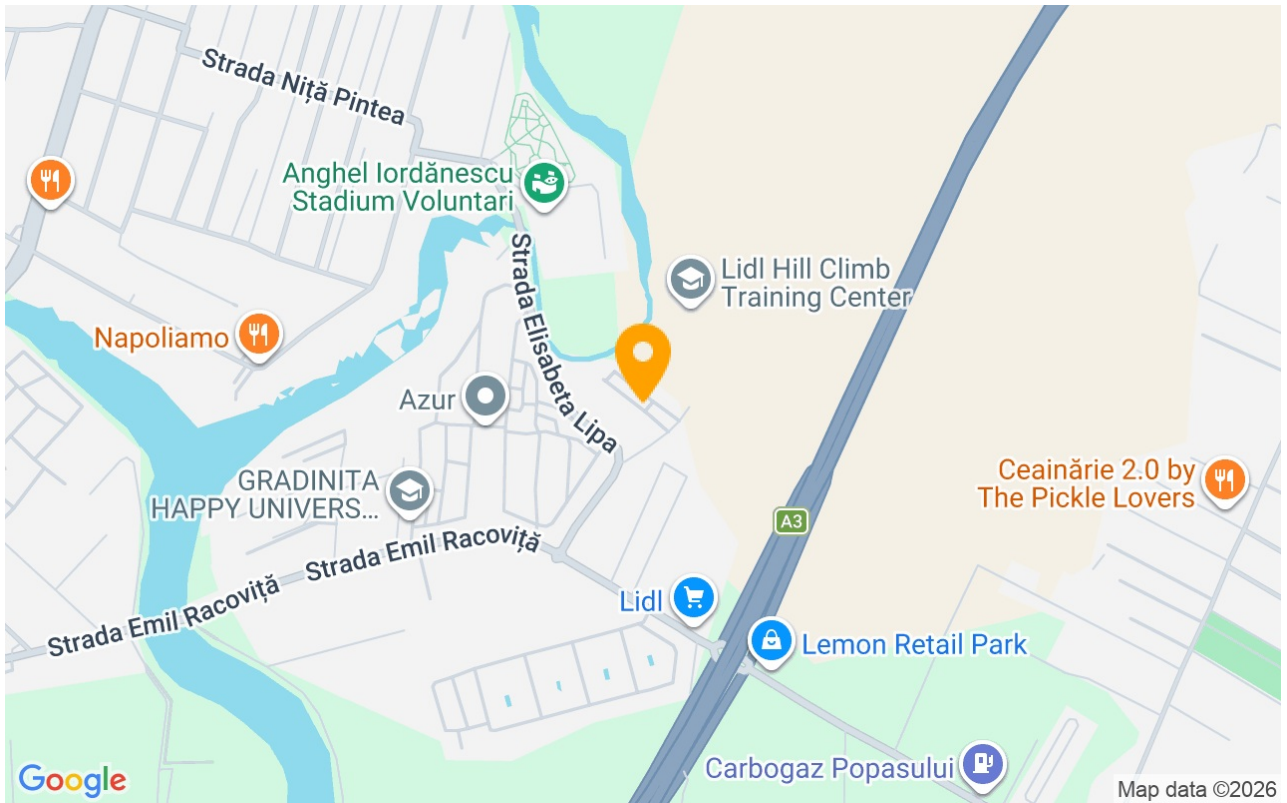 Strada Niță Pintea
Anghel Iordănescu
Stadium Voluntari
Strada Elisabeta Lipa
Lidl Hill Climb
Training Center
Napoliamo
Azur
GRADINITA
HAPPY UNIVERS...
Ceainărie 2.0 by
The Pickle Lovers
A3
Strada Emil Racoviță
Strada Emil Racoviță
Lidl
Lemon Retail Park
Carbogaz Popasului
Google
Map data ©2026